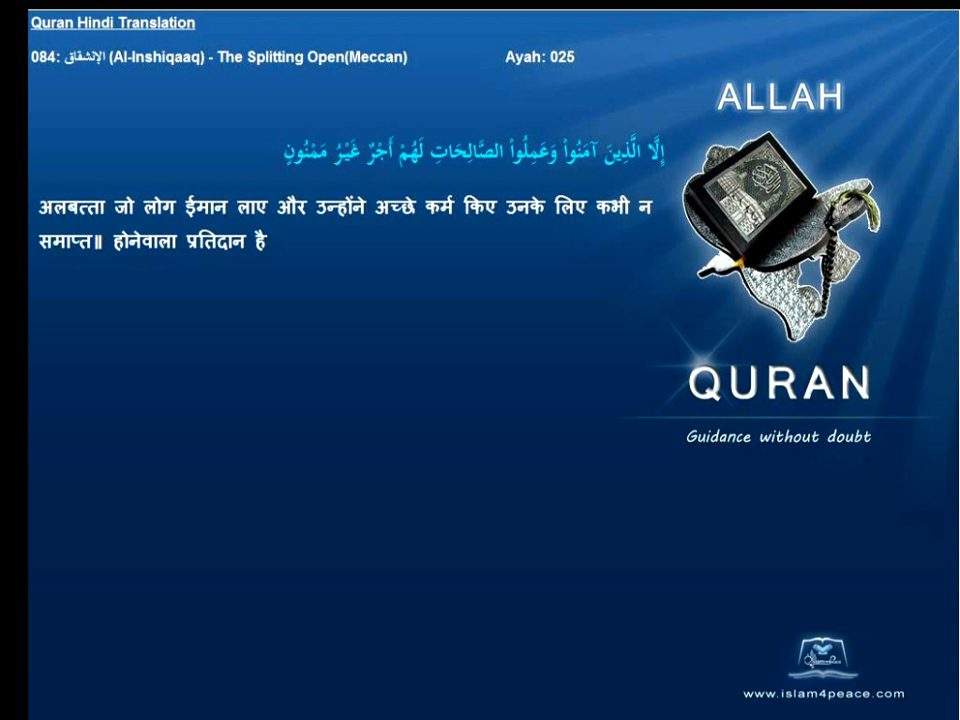 Quran Hindi Translation
084: الإنشقاق (Al-Inshiqaaq) - The Splitting Open(Meccan) Ayah: 025
ALLAH
إِلَّا الَّذِينَ آمَنُواْ وَعَمِلُواْ الصَّالِحَاتِ لَهُمْ أَجْرٌ غَيْرُ مَمْنُونٍ
अलबत्ता जो लोग ईमान लाए और उन्होंने अच्छे कर्म किए उनके लिए कभी न
समाप्त॥ होनेवाला प्रतिदान है
QURAN
Guidance without doubt
www.islam4peace.com